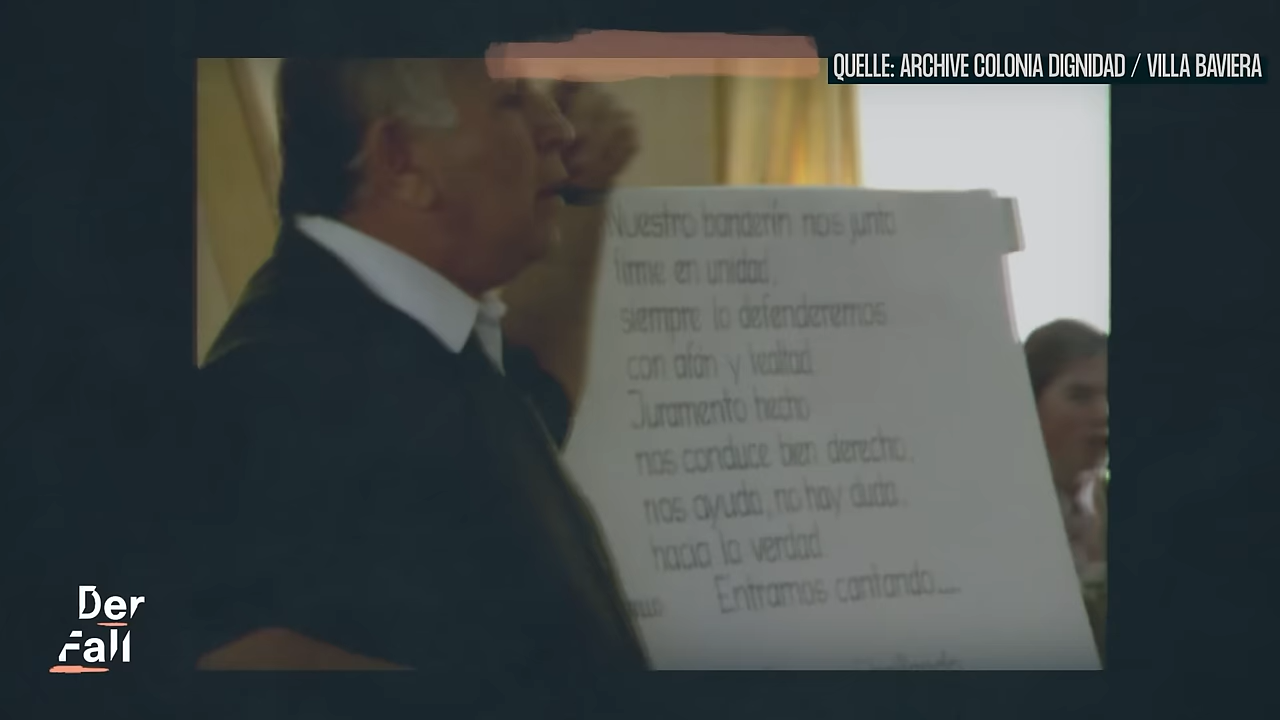 QUELLE: ARCHIVE COLONIA DIGNIDAD / VILLA BAVIERA
Nuestro banderín nos junta
firme en unidad,
siempre lo defenderemos
con afán y lealtad
Juramento hecho
nos conduce bien derecho,
nos ayuda, no hay duda.
hacia la verdad
Entramos cantando....
Der
Fall